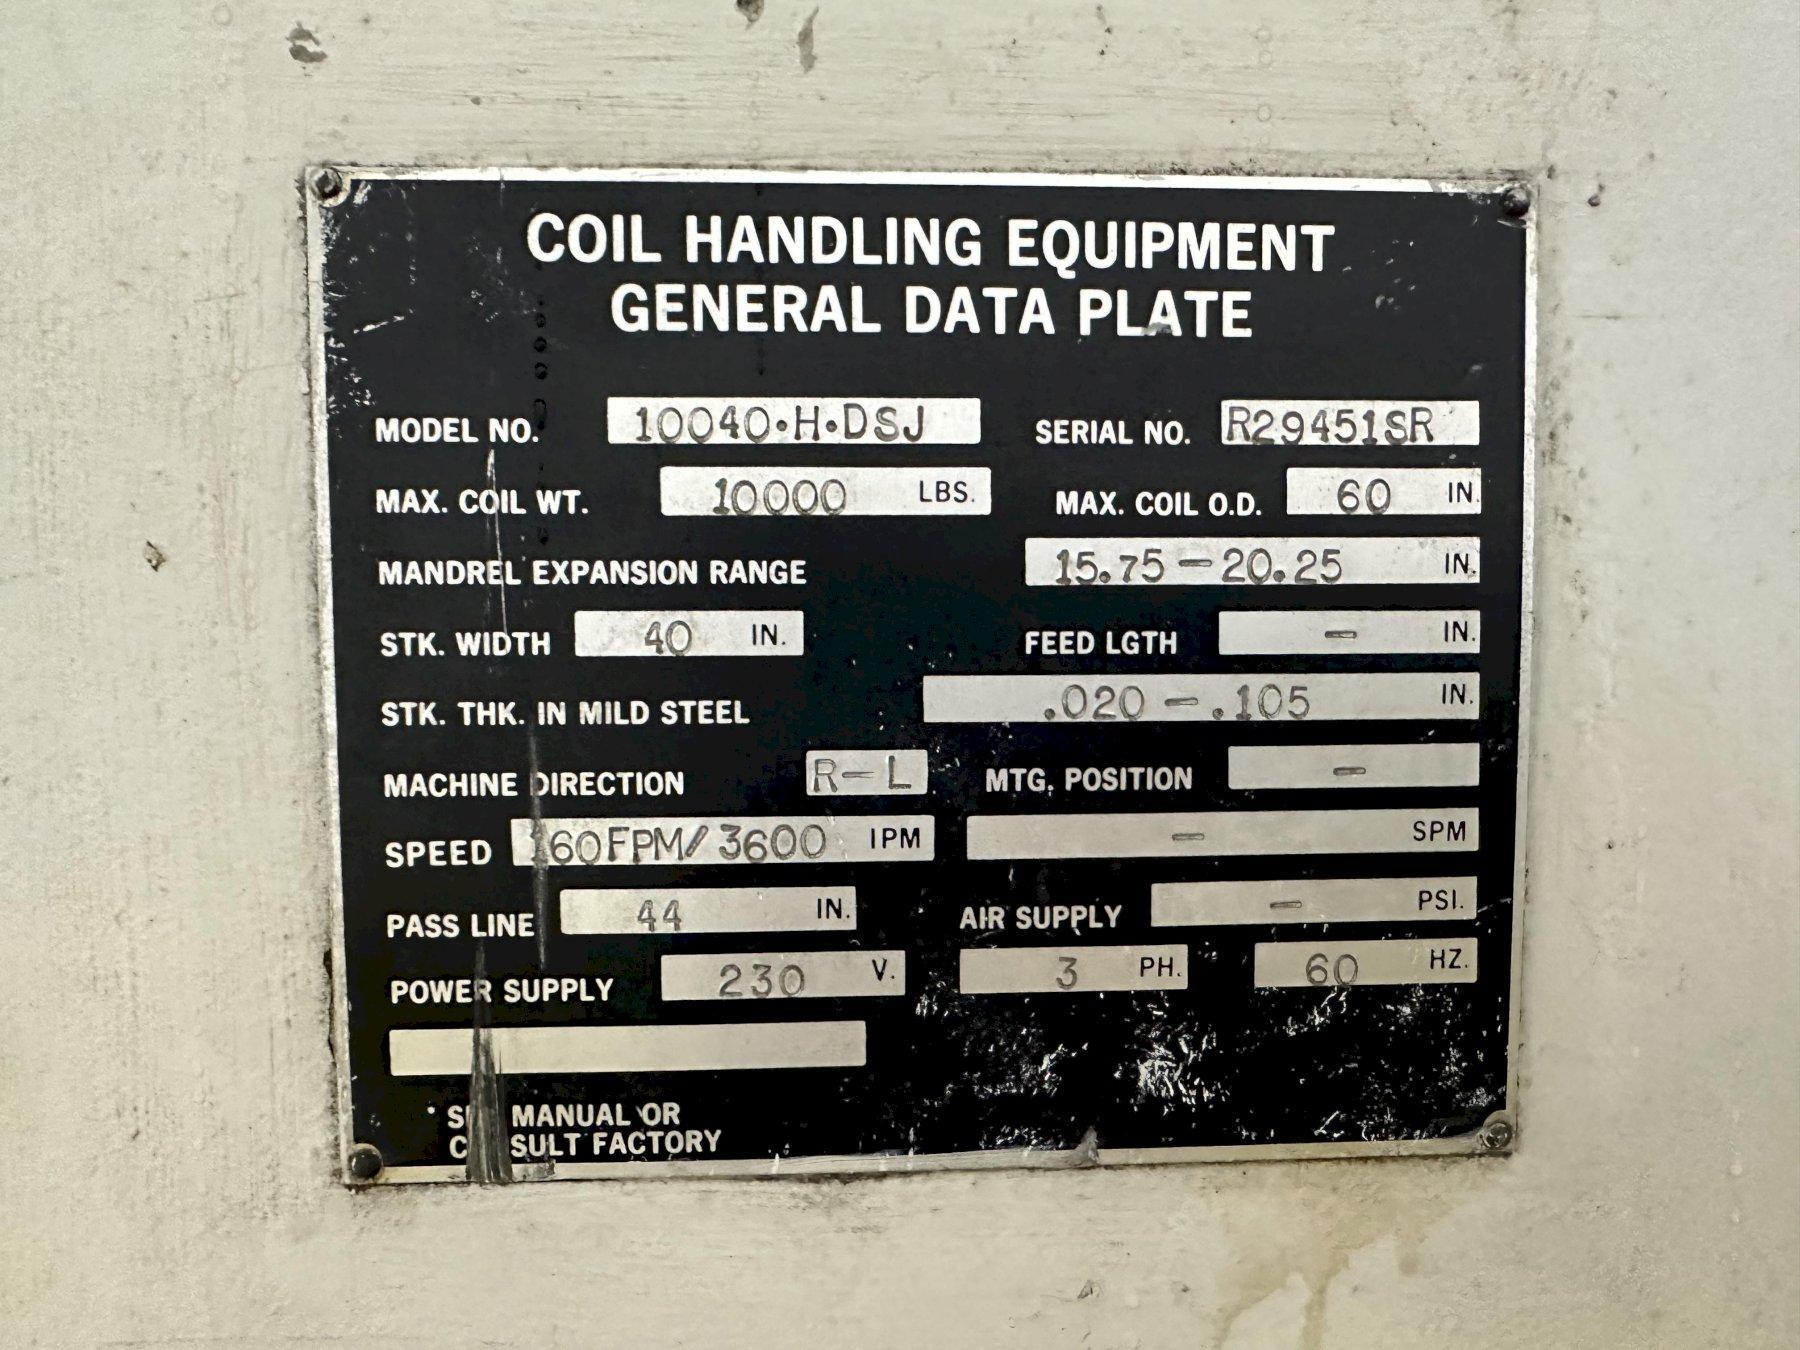 COIL HANDLING EQUIPMENT
GENERAL DATA PLATE
MODEL NO. 10040•H•DSJ SERIAL NO. R29451SR
MAX. COIL WT. 10000 LBS. MAX. COIL O.D. 60 IN.
MANDREL EXPANSION RANGE 15.75-20.25 IN.
STK. WIDTH 40 IN. FEED LGTH - IN.
STK. THK. IN MILD STEEL .020-.105 IN.
MACHINE DIRECTION R-L MTG. POSITION -
SPEED 160FPM/3600 IPM - SPM
PASS LINE 44 IN. AIR SUPPLY - PSI.
POWER SUPPLY 230 V. 3 PH. 60 HZ.
MANUAL OR
FACTORY